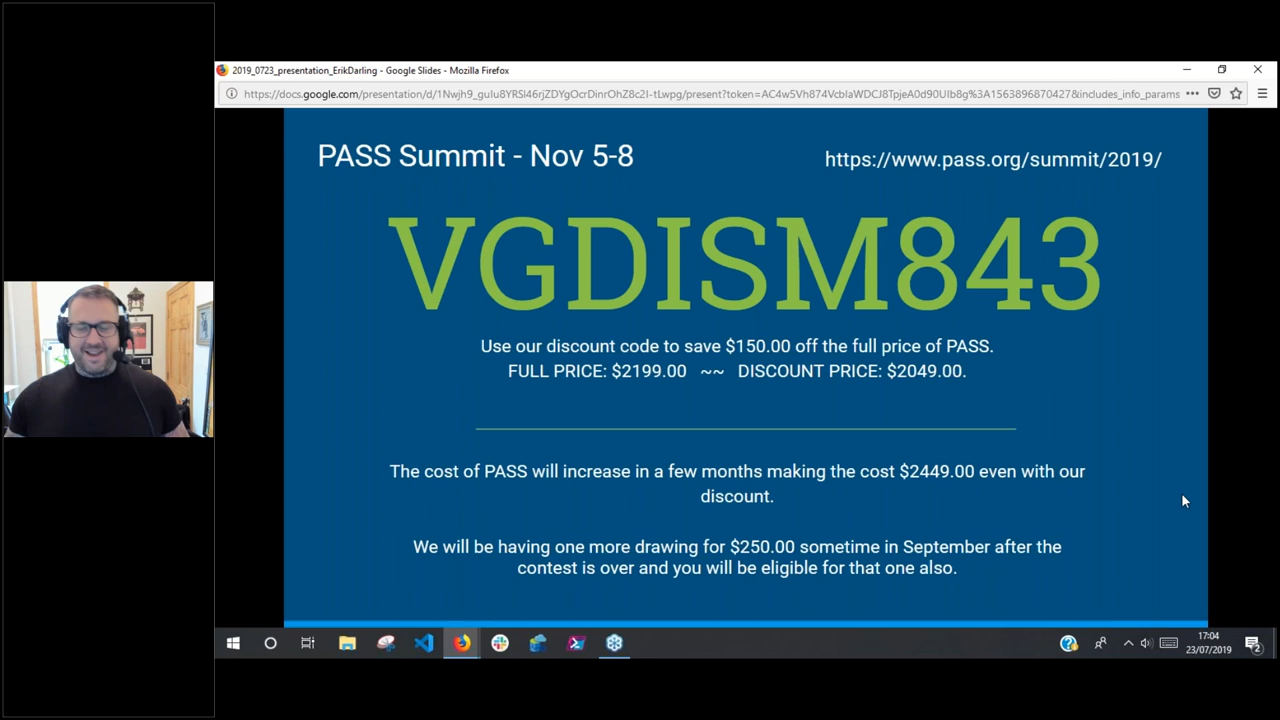 2019_0723_presentation_ErikDarling - Google Slides - Mozilla Firefox
PASS Summit - Nov 5-8
https://www.pass.org/summit/2019/
VGDISM843
Use our discount code to save $150.00 off the full price of PASS.
FULL PRICE: $2199.00 ~~ DISCOUNT PRICE: $2049.00.
The cost of PASS will increase in a few months making the cost $2449.00 even with our
discount.
We will be having one more drawing for $250.00 sometime in September after the
contest is over and you will be eligible for that one also.
17:04
23/07/2019
2